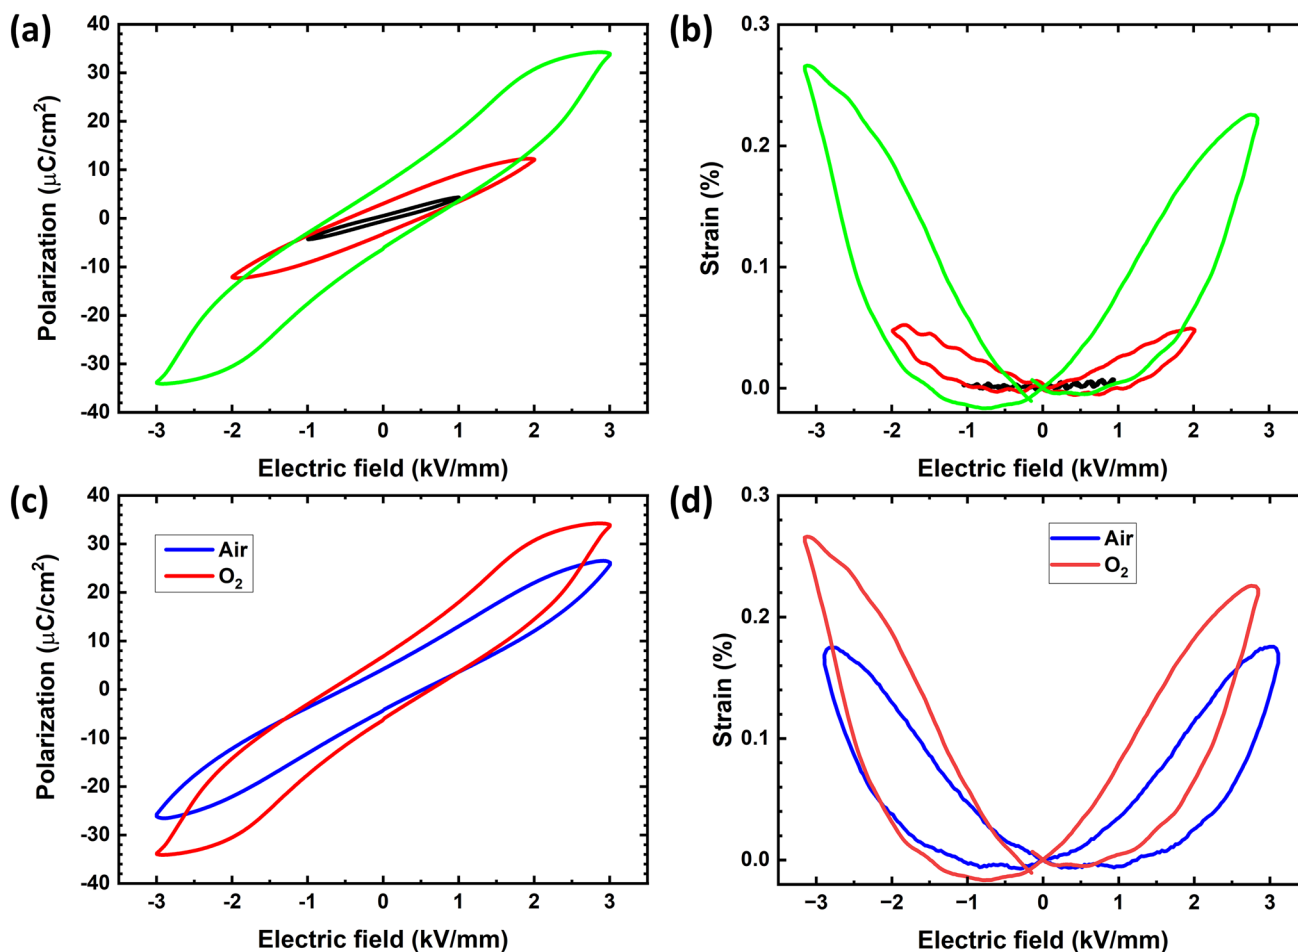 (a)
40
30
20
10
0
-10
-20
-30
-40
Polarization (μC/cm²)
-3 -2 -1 0 1 2 3
Electric field (kV/mm)
(b)
0.3
0.2
0.1
0.0
Strain (%)
−3 −2 −1 0 1 2 3
Electric field (kV/mm)
(c)
40
30
20
10
0
-10
-20
-30
-40
Polarization (μC/cm²)
Air
O₂
-3 -2 -1 0 1 2 3
Electric field (kV/mm)
(d)
0.3
0.2
0.1
0.0
Strain (%)
Air
O₂
−3 −2 −1 0 1 2 3
Electric field (kV/mm)